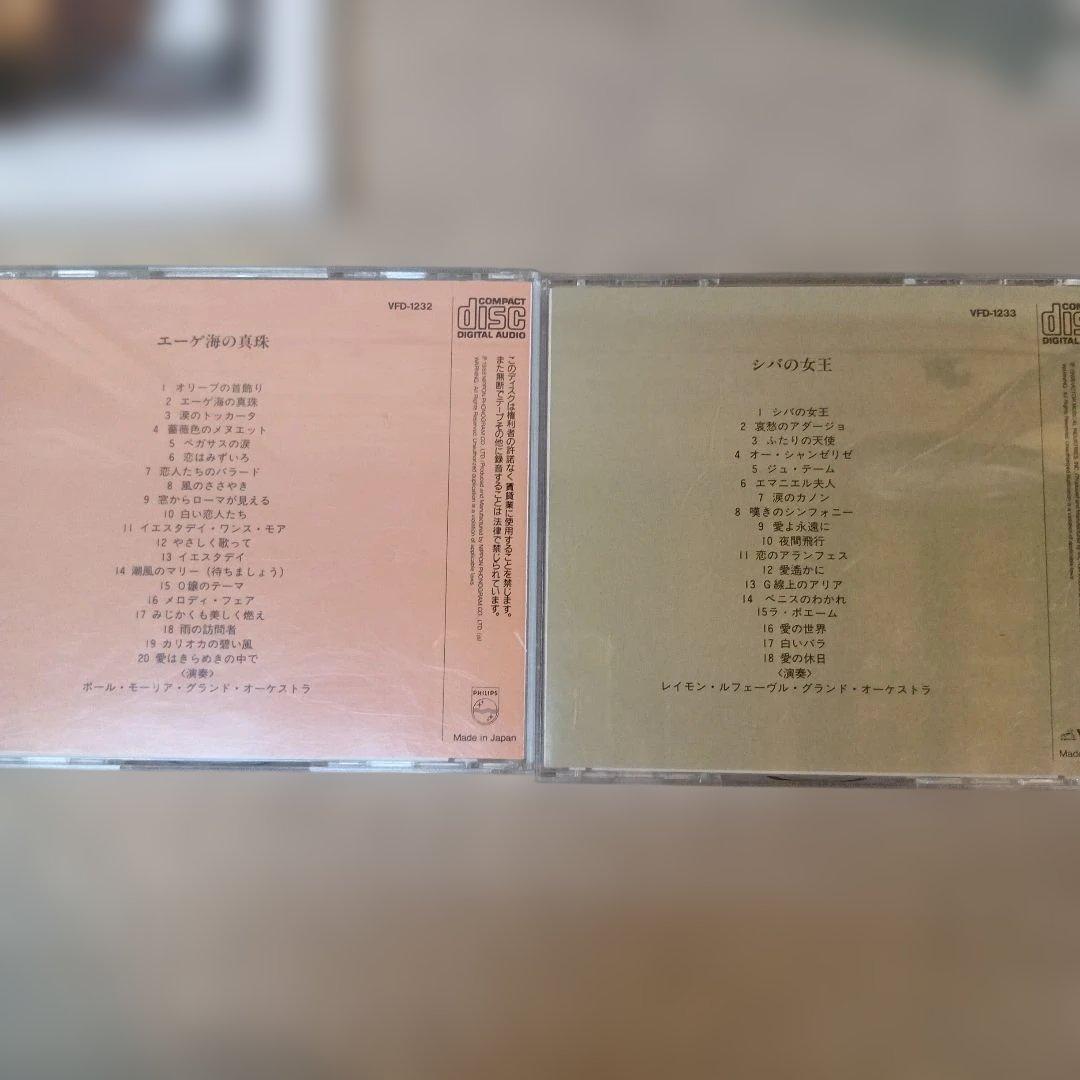 VFD-1232
COMPACT
disc
DIGITAL AUDIO
エーゲ海の真珠
1 オリーブの首飾り
2 エーゲ海の真珠
3 涙のトッカータ
4 薔薇色のメヌエット
5 ペガサスの涙
6 恋はみずいろ
7 恋人たちのバラード
8 風のささやき
9 窓からローマが見える
10 白い恋人たち
11 イエスタデイ・ワンス・モア
12 やさしく歌って
13 イエスタデイ
14 潮風のマリー（待ちましょう）
15 O嬢のテーマ
16 メロディ・フェア
17 みじかくも美しく燃え
18 雨の訪問者
19 カリオカの碧い風
20 愛はきらめきの中で
〈演奏〉
ポール・モーリア・グランド・オーケストラ
このディスクは権利者の許諾なく賃貸業に使用することを禁じます。
また無断でテープその他に録音することは法律で禁じられています。
PHILIPS
Made in Japan
VFD-1233
シバの女王
1 シバの女王
2 哀愁のアダージョ
3 ふたりの天使
4 オー・シャンゼリゼ
5 ジュ・テーム
6 エマニエル夫人
7 涙のカノン
8 嘆きのシンフォニー
9 愛よ永遠に
10 夜間飛行
11 恋のアランフェス
12 愛遙かに
13 G線上のアリア
14 ベニスのわかれ
15ラ・ポエーム
16 愛の世界
17 白いバラ
18 愛の休日
〈演奏〉
レイモン・ルフェーヴル・グランド・オーケストラ